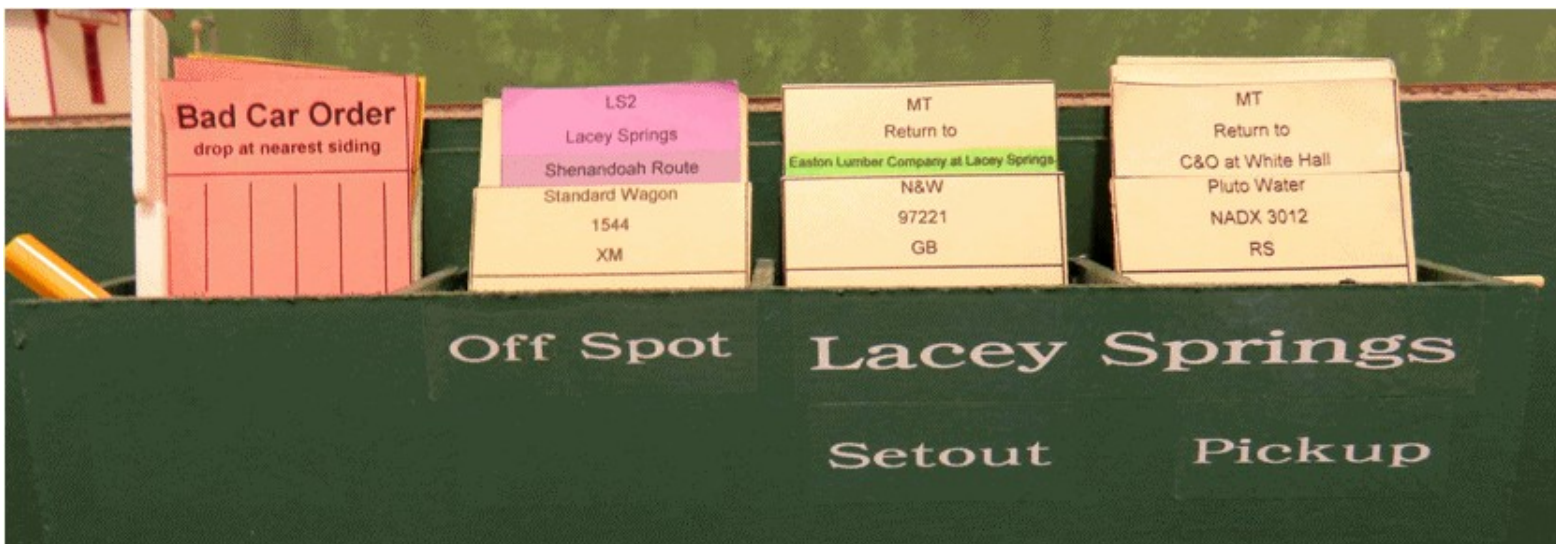 Bad Car Order
drop at nearest siding
LS2
Lacey Springs
Shenandoah Route
Standard Wagon
1544
XM
MT
Return to
Easton Lumber Company at Lacey Springs
N&W
97221
GB
MT
Return to
C&O at White Hall
Pluto Water
NADX 3012
RS
Off Spot
Lacey Springs
Setout
Pickup